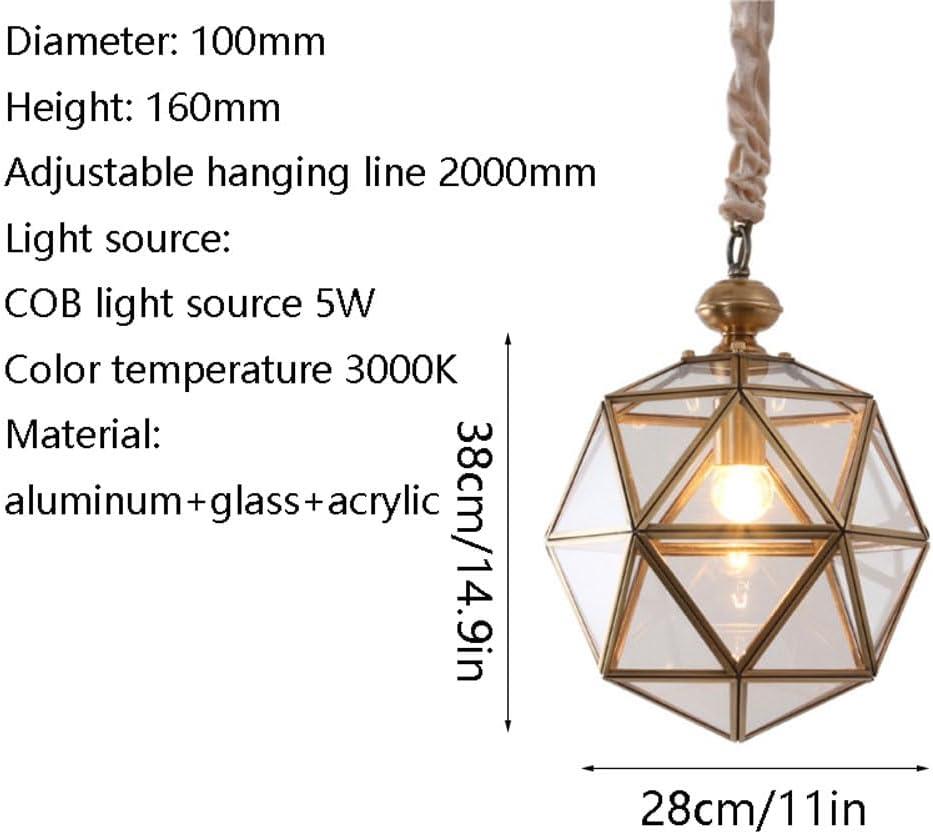 Diameter: 100mm
Height: 160mm
Adjustable hanging line 2000mm
Light source:
COB light source 5W
Color temperature 3000K
Material:
aluminum+glass+acrylic
38cm/14.9in
28cm/11in